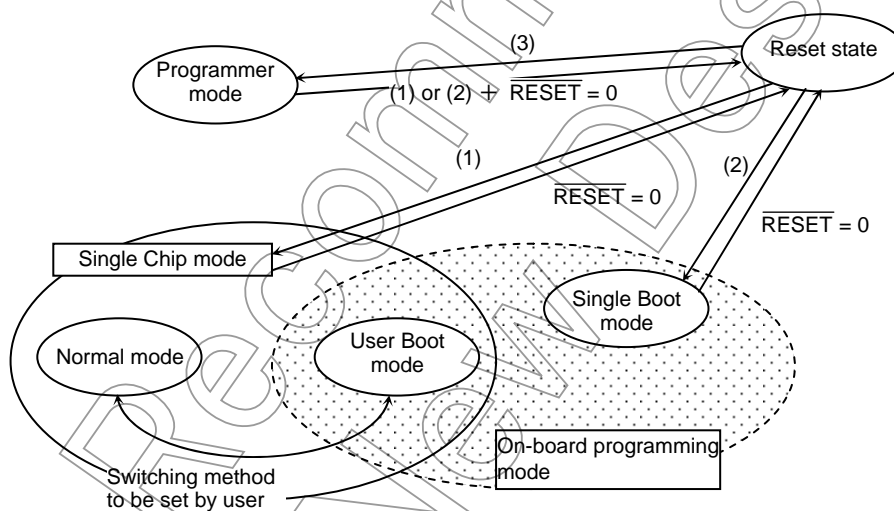 (3)
Reset state
Programmer
mode
(1) or (2) + RESET = 0
(1)
(2)
RESET = 0
RESET = 0
Single Chip mode
Single Boot
mode
Normal mode
User Boot
mode
On-board programming
mode
Switching method
to be set by user